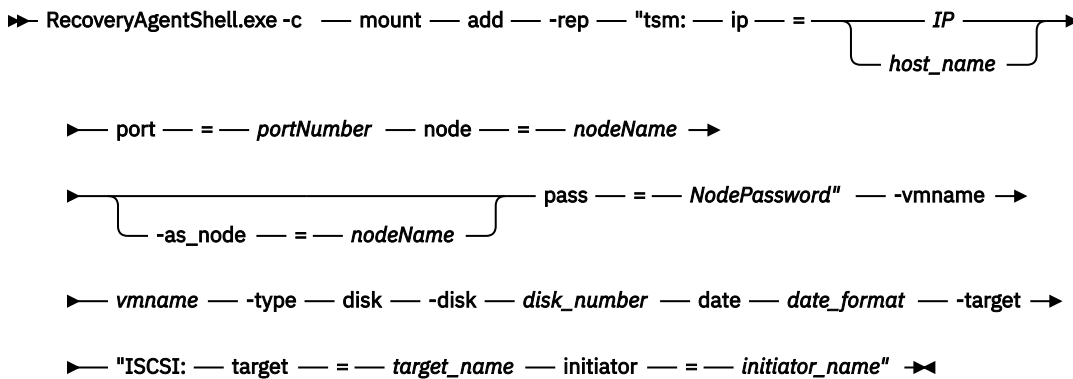 RecoveryAgentShell.exe -c mount add -rep "tsm: ip = IP
host_name
port = portNumber node = nodeName
pass = NodePassword" -vmname
-as_node = nodeName
vmname -type disk -disk disk_number date date_format -target
"ISCSI: target = target_name initiator = initiator_name"